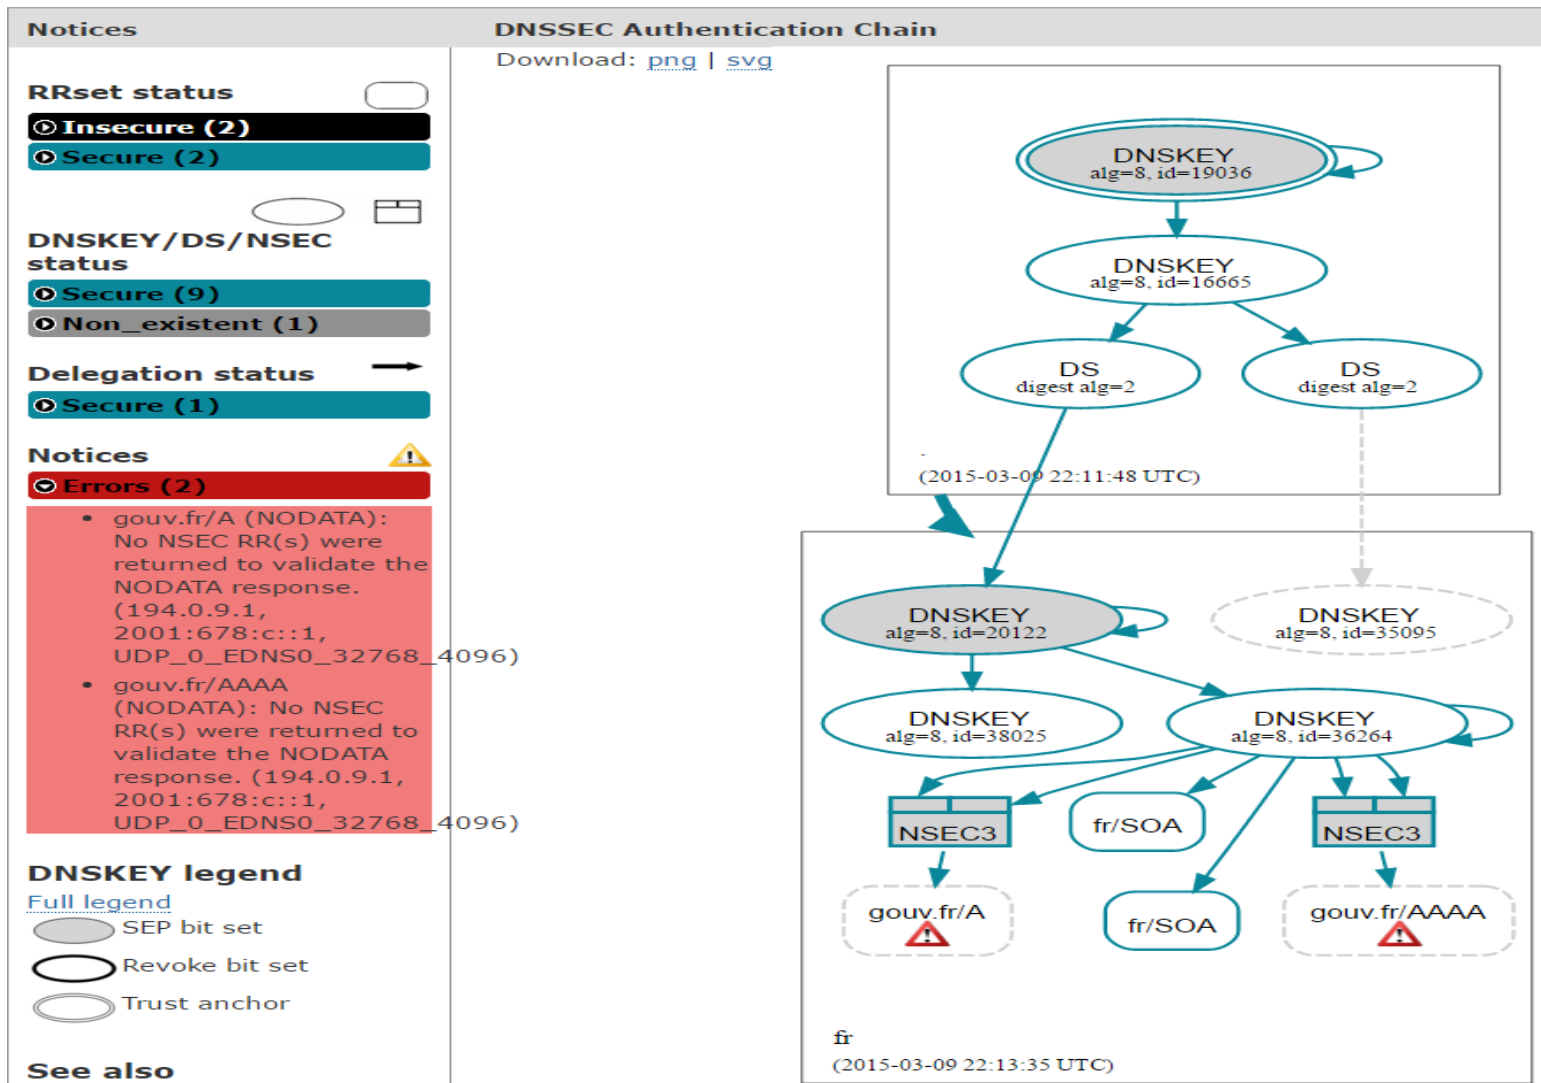 Notices
DNSSEC Authentication Chain
Download: png | svg
RRset status
Insecure (2)
Secure (2)
DNSKEY/DS/NSEC
status
Secure (9)
Non_existent (1)
Delegation status
Secure (1)
Notices
Errors (2)
gouv.fr/A (NODATA):
No NSEC RR(s) were
returned to validate the
NODATA response.
(194.0.9.1,
2001:678:c::1,
UDP_0_EDNS0_32768_4096)
gouv.fr/AAAA
(NODATA): No NSEC
RR(s) were returned to
validate the NODATA
response. (194.0.9.1,
2001:678:c::1,
UDP_0_EDNS0_32768_4096)
DNSKEY legend
Full legend
SEP bit set
Revoke bit set
Trust anchor
See also
DNSKEY
alg=8, id=19036
DNSKEY
alg=8, id=16665
DS
digest alg=2
DS
digest alg=2
.
(2015-03-09 22:11:48 UTC)
DNSKEY
alg=8, id=20122
DNSKEY
alg=8, id=35095
DNSKEY
alg=8, id=38025
DNSKEY
alg=8, id=36264
NSEC3
fr/SOA
NSEC3
gouv.fr/A
fr/SOA
gouv.fr/AAAA
fr
(2015-03-09 22:13:35 UTC)